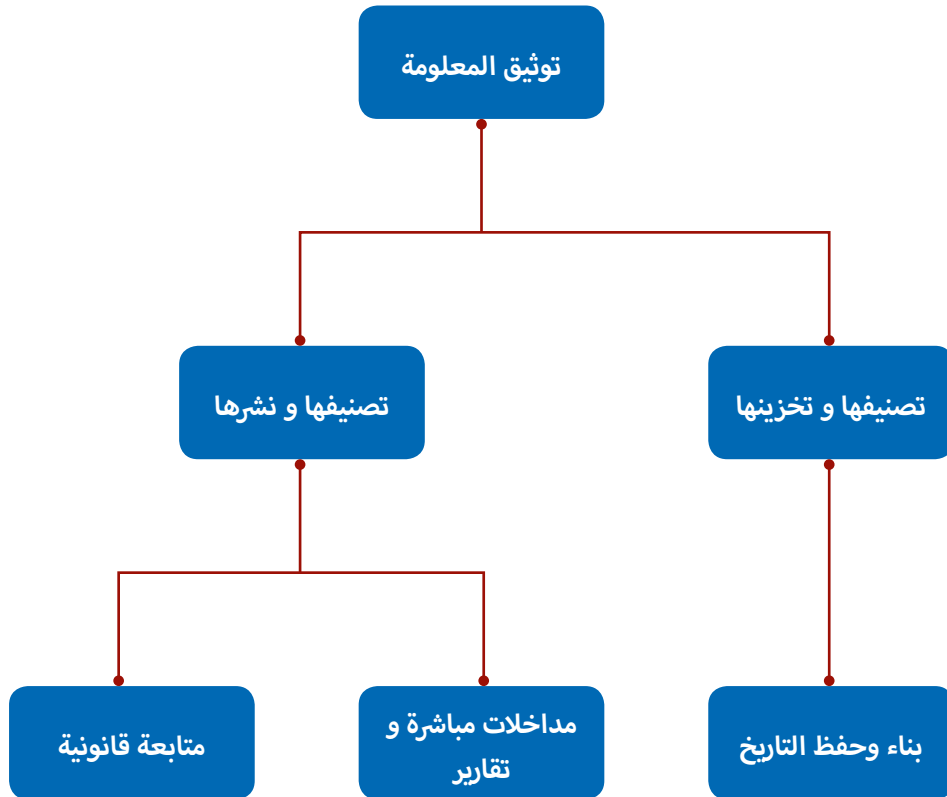 توثيق المعلومة
تصنيفها و تخزينها
تصنيفها و نشرها
بناء وحفظ التاريخ
مداخلات مباشرة و
تقارير
متابعة قانونية